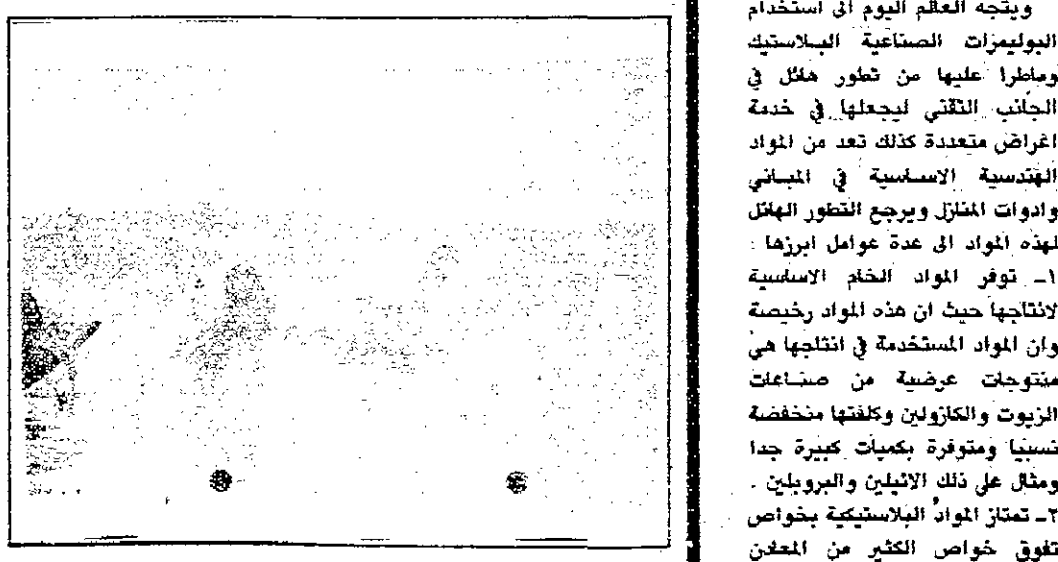 ويتجه العالم اليوم الى استخدام
البوليمزات الصناعية البلاستيك
وماطرا عليها من تطور هائل في
الجانب التقني ليجعلها في خدمة
اغراض متعددة كذلك تعد من المواد
الهندسية الاساسية في المباني
وادوات المنازل ويرجع التطور الهائل
لهذه المواد الى عدة عوامل ابرزها :
١ـ توفر المواد الخام الاساسية
لانتاجها حيث ان هذه المواد رخيصة
وان المواد المستخدمة في انتاجها هي
منتوجات عرضية من صناعات
الزيوت والكازولين وكلفتها منخفضة
نسبيا ومتوفرة بكميات كبيرة جدا
ومثال على ذلك الاثيلين والبروبلين .
٢ـ تمتاز المواد البلاستيكية بخواص
تفوق خواص الكثير من المعادن